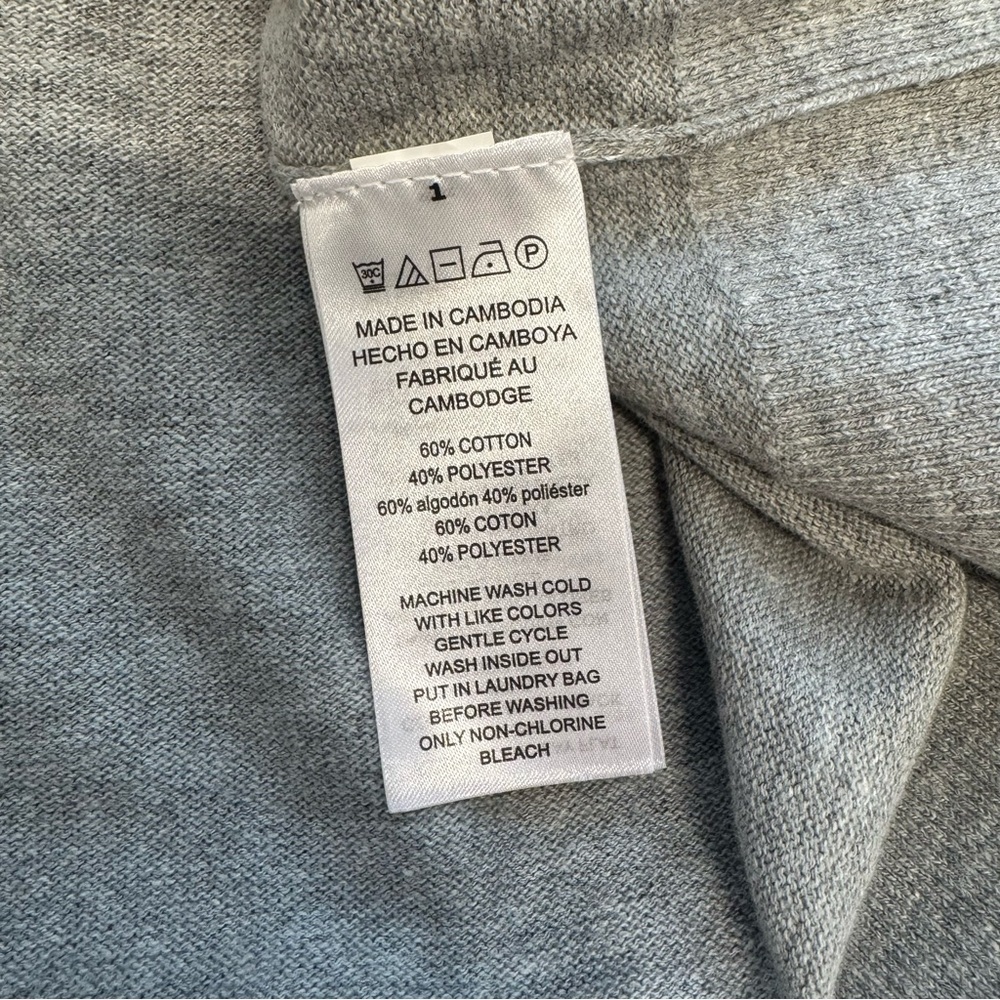 1
30C P
MADE IN CAMBODIA
HECHO EN CAMBOYA
FABRIQUÉ AU
CAMBODGE
60% COTTON
40% POLYESTER
60% algodón 40% poliéster
60% COTON
40% POLYESTER
MACHINE WASH COLD
WITH LIKE COLORS
GENTLE CYCLE
WASH INSIDE OUT
PUT IN LAUNDRY BAG
BEFORE WASHING
ONLY NON-CHLORINE
BLEACH